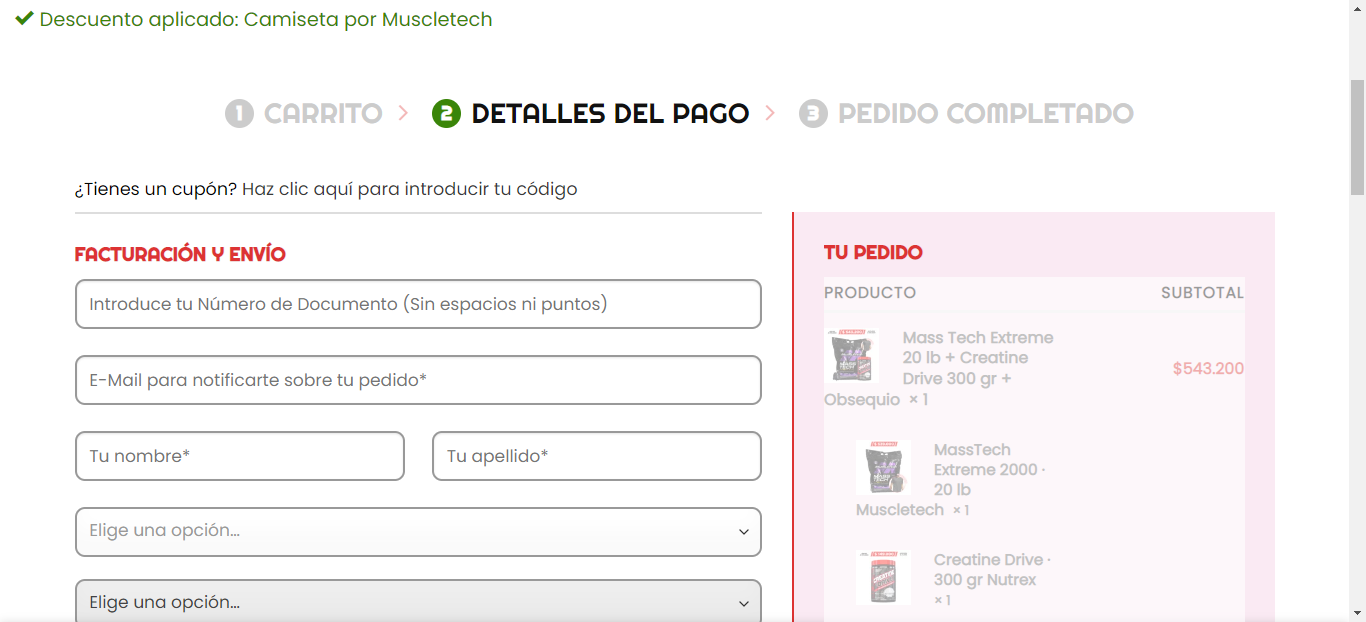 Descuento aplicado: Camiseta por Muscletech
1 CARRITO
2 DETALLES DEL PAGO
3 PEDIDO COMPLETADO
¿Tienes un cupón? Haz clic aquí para introducir tu código
FACTURACIÓN Y ENVÍO
Introduce tu Número de Documento (Sin espacios ni puntos)
E-Mail para notificarte sobre tu pedido*
Tu nombre*
Tu apellido*
Elige una opción...
Elige una opción...
TU PEDIDO
PRODUCTO
SUBTOTAL
Mass Tech Extreme
20 lb + Creatine
Drive 300 gr +
Obsequio × 1
$543.200
MassTech
Extreme 2000 ·
20 lb
Muscletech × 1
Creatine Drive ·
300 gr Nutrex
× 1